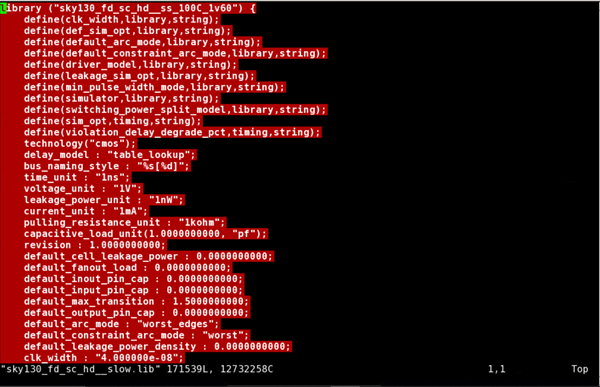 library ("sky130_fd_sc_hd__ss_100C_1v60") {
    define(clk_width,library,string);
    define(def_sim_opt,library,string);
    define(default_arc_mode,library,string);
    define(default_constraint_arc_mode,library,string);
    define(driver_model,library,string);
    define(leakage_sim_opt,library,string);
    define(min_pulse_width_mode,library,string);
    define(simulator,library,string);
    define(switching_power_split_model,library,string);
    define(sim_opt,timing,string);
    define(violation_delay_degrade_pct,timing,string);
    technology("cmos");
    delay_model : "table_lookup";
    bus_naming_style : "%s[%d]";
    time_unit : "1ns";
    voltage_unit : "1V";
    leakage_power_unit : "1nW";
    current_unit : "1mA";
    pulling_resistance_unit : "1kohm";
    capacitive_load_unit(1.0000000000, "pf");
    revision : 1.0000000000;
    default_cell_leakage_power : 0.0000000000;
    default_fanout_load : 0.0000000000;
    default_inout_pin_cap : 0.0000000000;
    default_input_pin_cap : 0.0000000000;
    default_max_transition : 1.5000000000;
    default_output_pin_cap : 0.0000000000;
    default_arc_mode : "worst_edges";
    default_constraint_arc_mode : "worst";
    default_leakage_power_density : 0.0000000000;
    clk_width : "4.000000e-08";
"sky130_fd_sc_hd__slow.lib" 171539L, 12732258C 1,1 Top